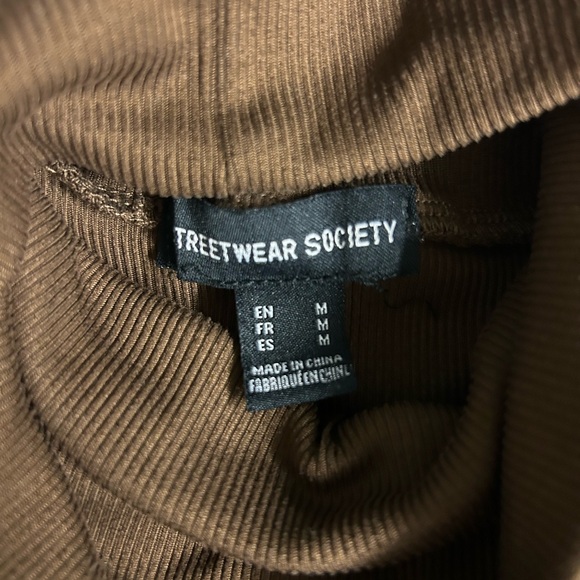 TREETWEAR SOCIETY
EN M
FR M
ES M
MADE IN CHINA
FABRIQUÉ EN CHINE